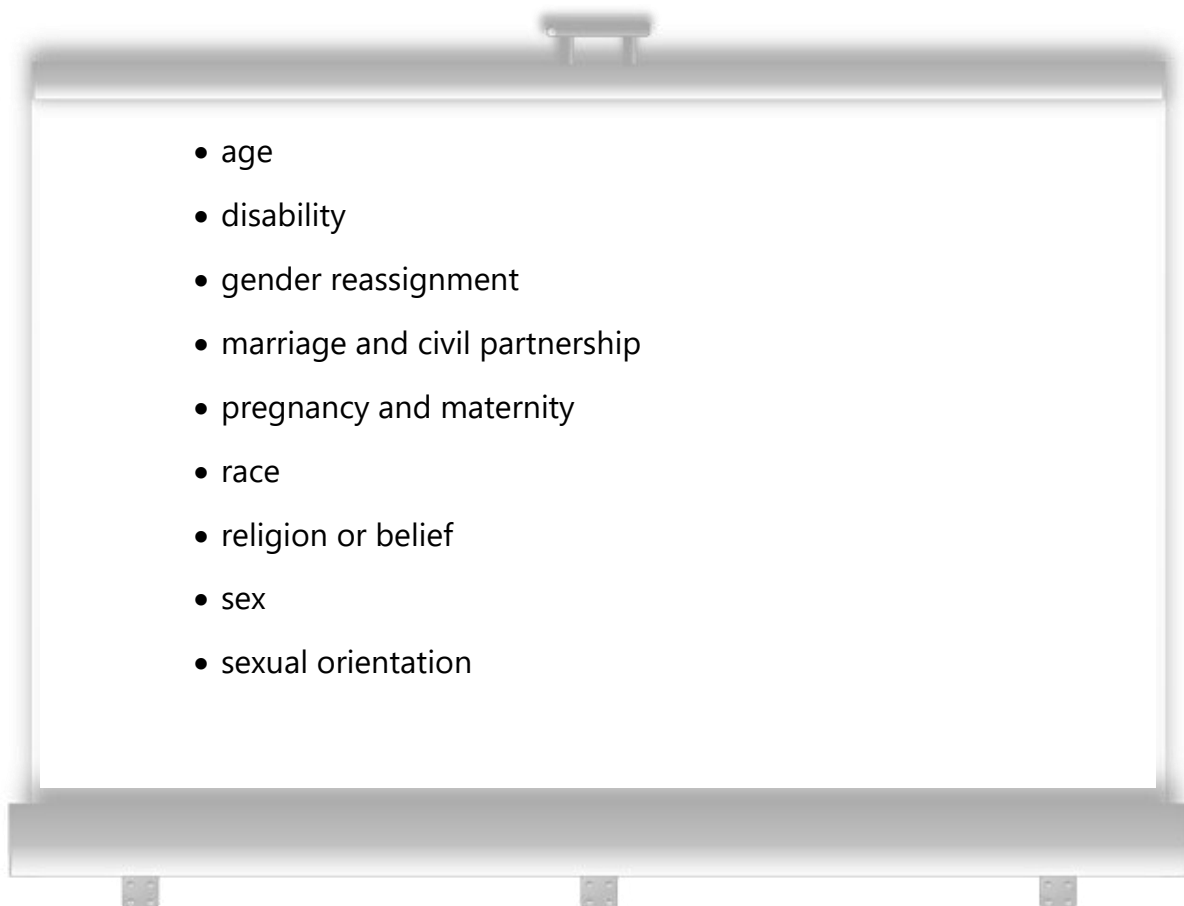 • age
• disability
• gender reassignment
• marriage and civil partnership
• pregnancy and maternity
• race
• religion or belief
• sex
• sexual orientation